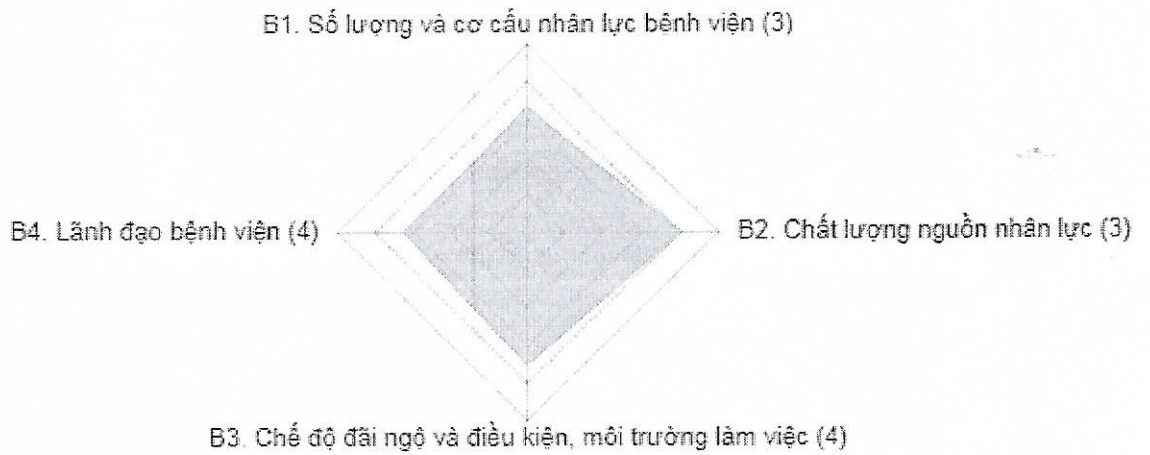 B1. Số lượng và cơ cấu nhân lực bệnh viện (3)
B4. Lãnh đạo bệnh viện (4)
B2. Chất lượng nguồn nhân lực (3)
B3. Chế độ đãi ngộ và điều kiện, môi trường làm việc (4)